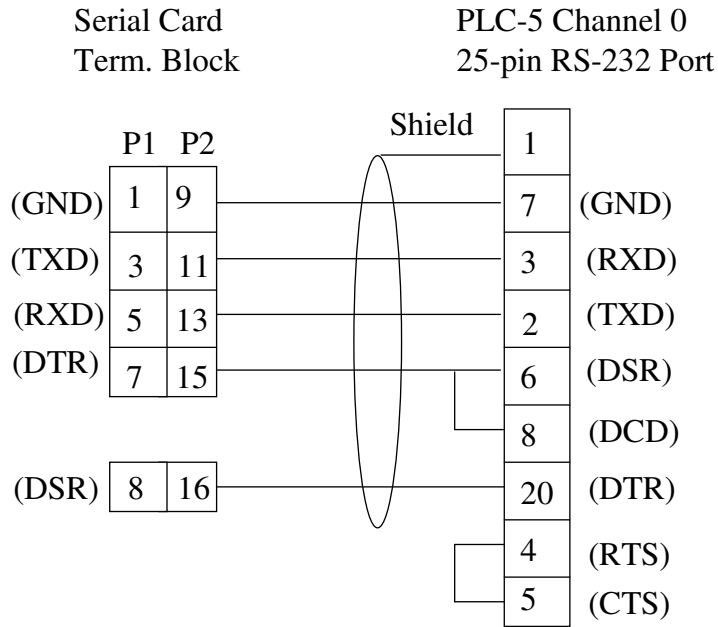 Serial Card
Term. Block
PLC-5 Channel 0
25-pin RS-232 Port
Shield
1
P1 P2
(GND) 1 9 7 (GND)
(TXD) 3 11 3 (RXD)
(RXD) 5 13 2 (TXD)
(DTR) 7 15 6 (DSR)
8 (DCD)
(DSR) 8 16 20 (DTR)
4 (RTS)
5 (CTS)